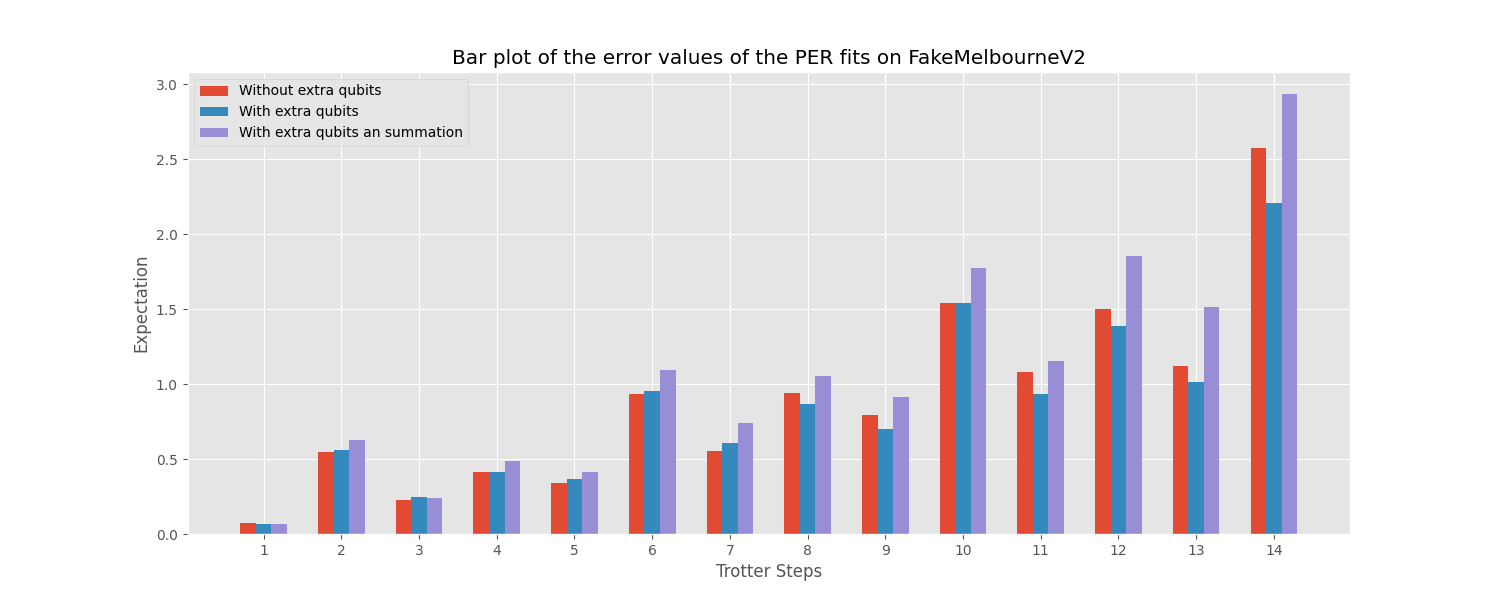 Bar plot of the error values of the PER fits on FakeMelbourneV2
Without extra qubits
With extra qubits
With extra qubits an summation
3.0
2.5
2.0
1.5
1.0
0.5
0.0
Expectation
1 2 3 4 5 6 7 8 9 10 11 12 13 14
Trotter Steps